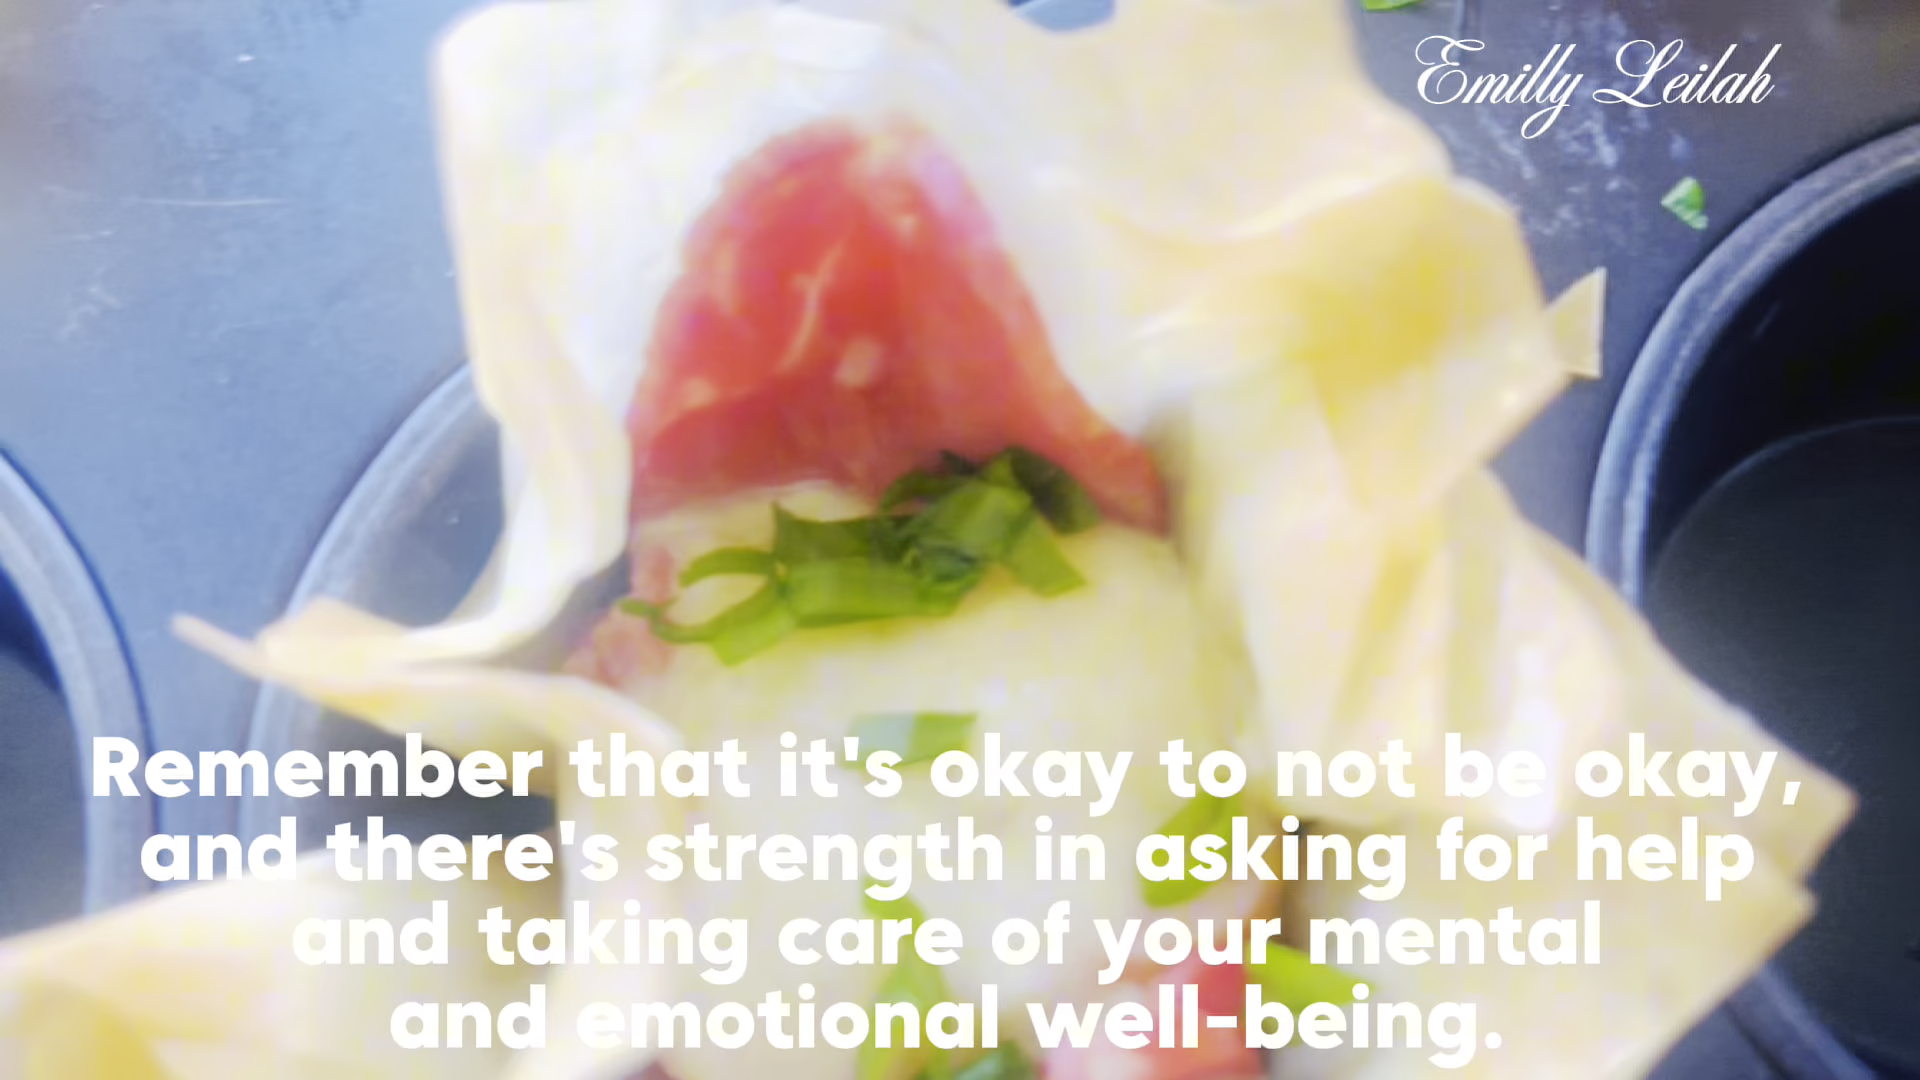 Emilly Leilah
Remember that it's okay to not be okay,
and there's strength in asking for help
and taking care of your mental
and emotional well-being.